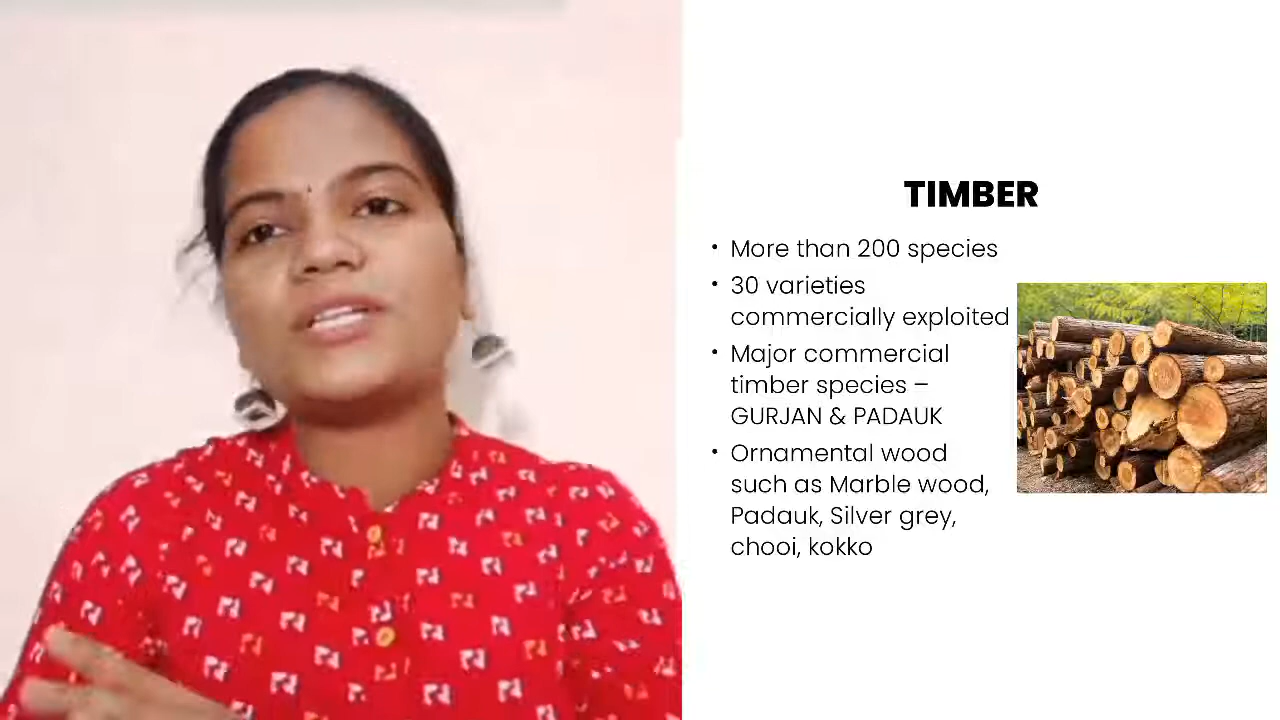 TIMBER
• More than 200 species
• 30 varieties
commercially exploited
• Major commercial
timber species –
GURJAN & PADAUK
• Ornamental wood
such as Marble wood,
Padauk, Silver grey,
chooi, kokko